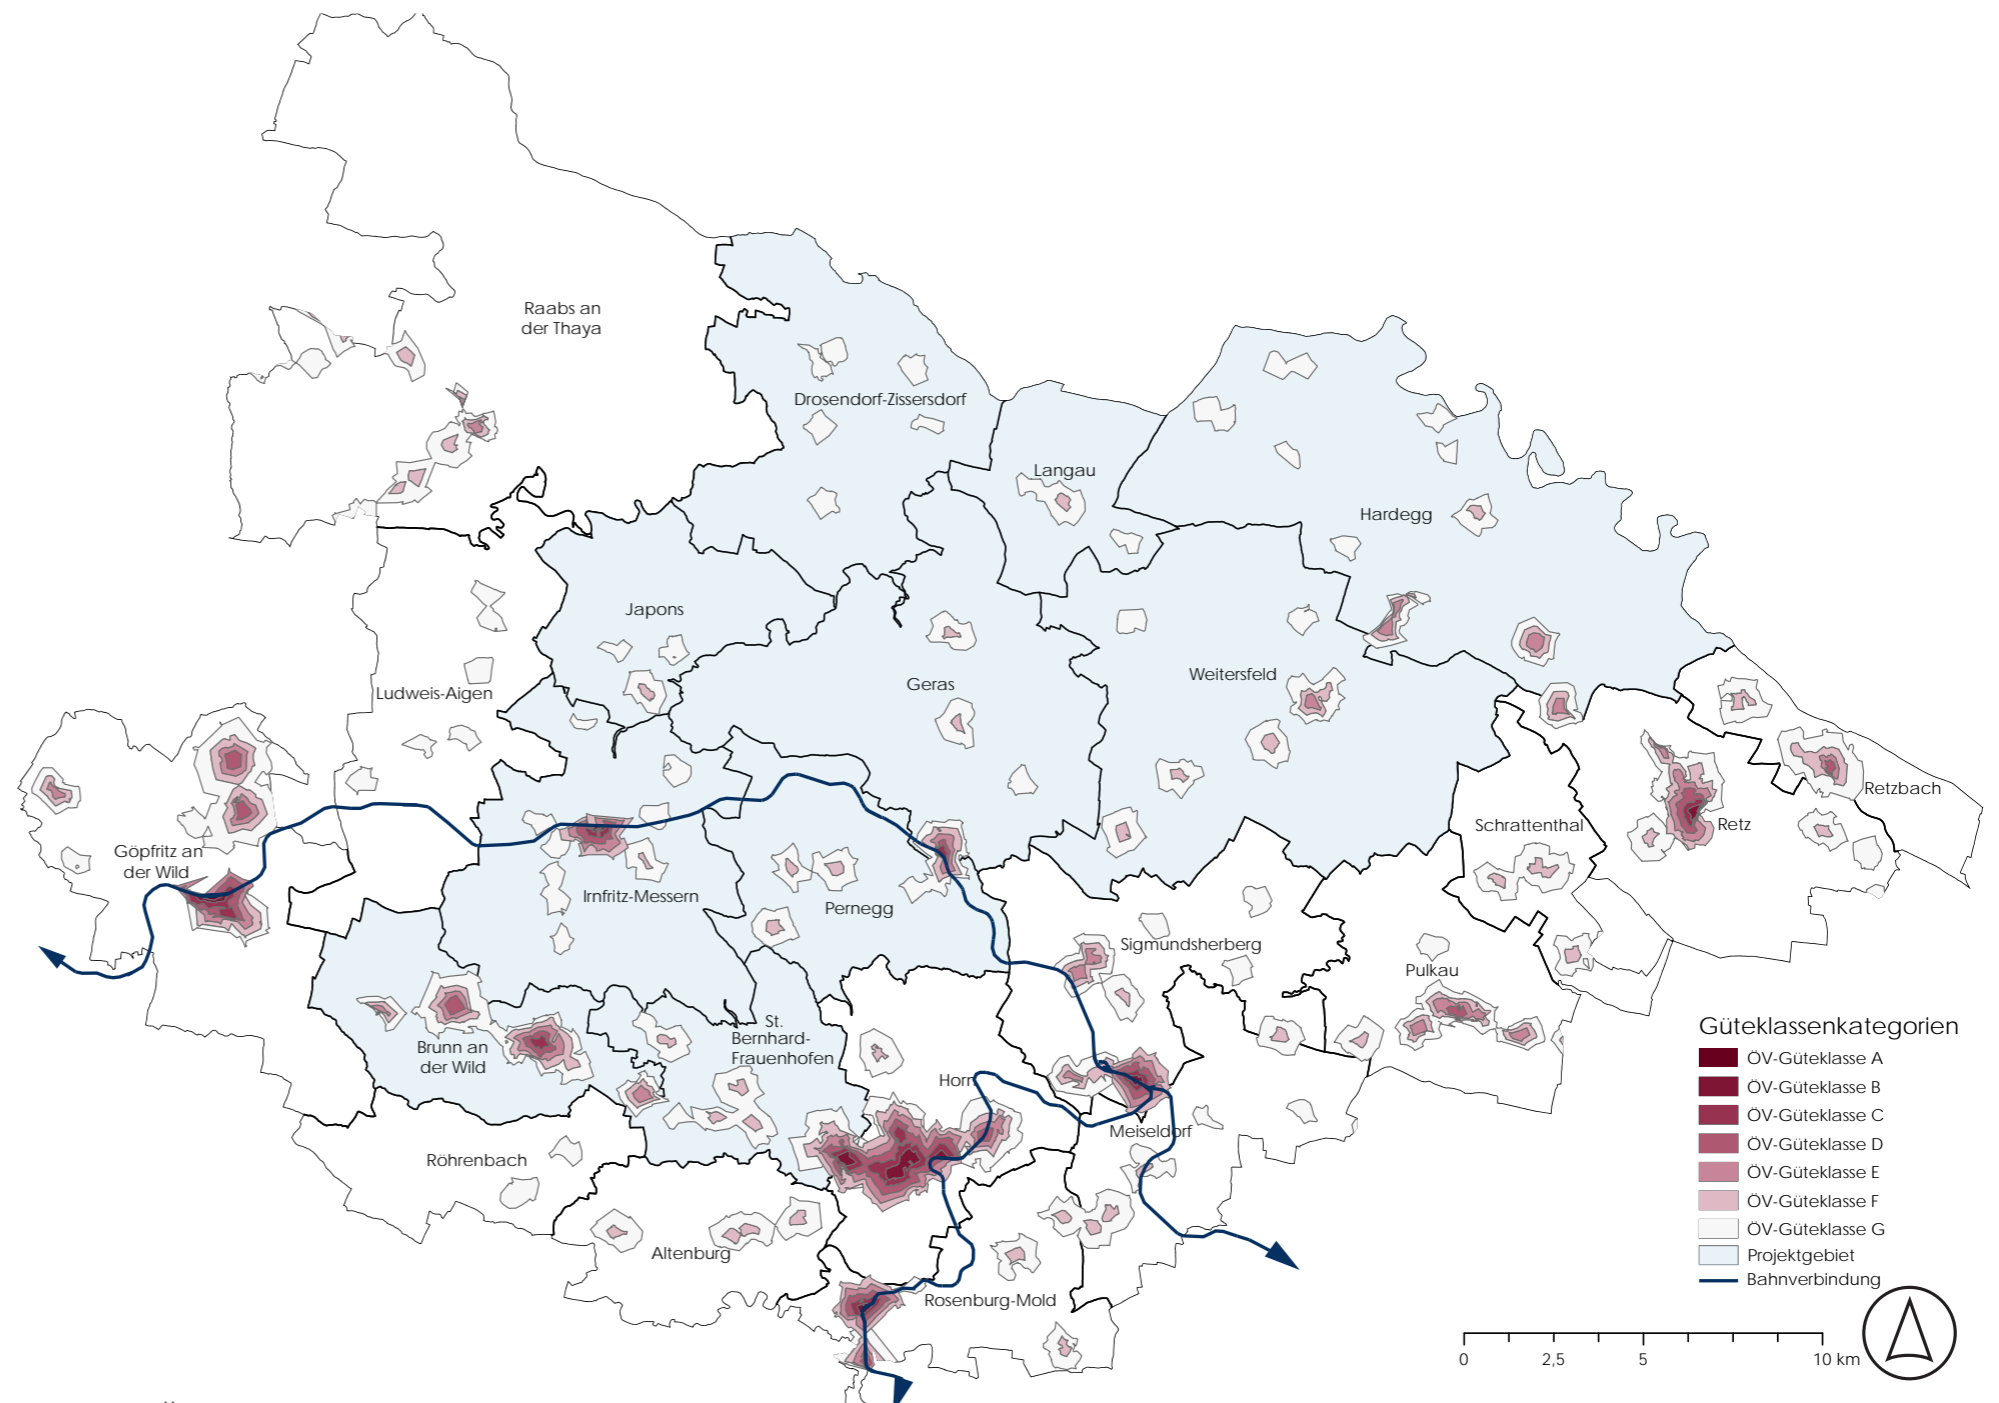 Raabs an
der Thaya
Drosendorf-Zissersdorf
Langau
Hardegg
Japons
Ludweis-Aigen
Geras
Weitersfeld
Retzbach
Retz
Schrattenthal
Göpfritz an
der Wild
Irnfritz-Messern
Pernegg
Sigmundsherberg
Pulkau
St.
Bernhard-
Frauenhofen
Brunn an
der Wild
Horn
Meiseldorf
Röhrenbach
Altenburg
Rosenburg-Mold
Güteklassenkategorien
ÖV-Güteklasse A
ÖV-Güteklasse B
ÖV-Güteklasse C
ÖV-Güteklasse D
ÖV-Güteklasse E
ÖV-Güteklasse F
ÖV-Güteklasse G
Projektgebiet
Bahnverbindung
0 2,5 5 10 km